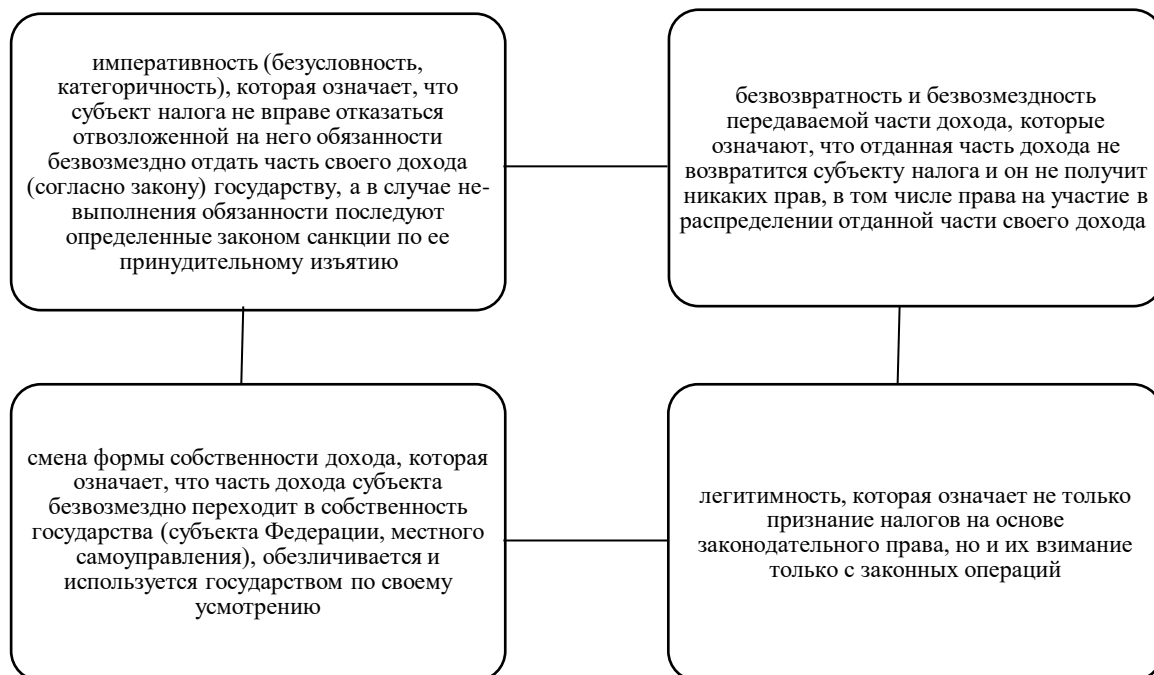 императивность (безусловность,
категоричность), которая означает, что
субъект налога не вправе отказаться
отвозложенной на него обязанности
безвозмездно отдать часть своего дохода
(согласно закону) государству, а в случае не-
выполнения обязанности последуют
определенные законом санкции по ее
принудительному изъятию
безвозвратность и безвозмездность
передаваемой части дохода, которые
означают, что отданная часть дохода не
возвратится субъекту налога и он не получит
никаких прав, в том числе права на участие в
распределении отданной части своего дохода
смена формы собственности дохода, которая
означает, что часть дохода субъекта
безвозмездно переходит в собственность
государства (субъекта Федерации, местного
самоуправления), обезличивается и
используется государством по своему
усмотрению
легитимность, которая означает не только
признание налогов на основе
законодательного права, но и их взимание
только с законных операций